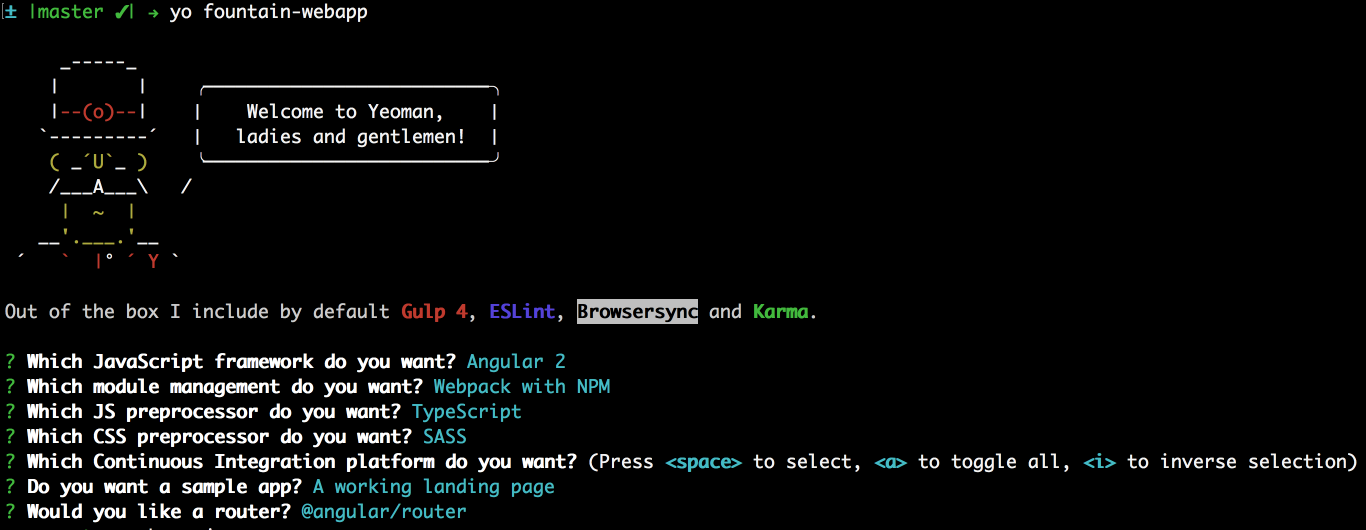 ± |master ✓| → yo fountain-webapp
     _-----_
    |       |    ╭──────────────────────────╮
    |--(o)--|    |    Welcome to Yeoman,    |
   `---------´   |   ladies and gentlemen!  |
    ( _´U`_ )    ╰──────────────────────────╯
    /___A___\   /
     |  ~  |
   __'.___.'__
 ´   `  |° ´ Y `
Out of the box I include by default Gulp 4, ESLint, Browsersync and Karma.
? Which JavaScript framework do you want? Angular 2
? Which module management do you want? Webpack with NPM
? Which JS preprocessor do you want? TypeScript
? Which CSS preprocessor do you want? SASS
? Which Continuous Integration platform do you want? (Press <space> to select, <a> to toggle all, <i> to inverse selection)
? Do you want a sample app? A working landing page
? Would you like a router? @angular/router